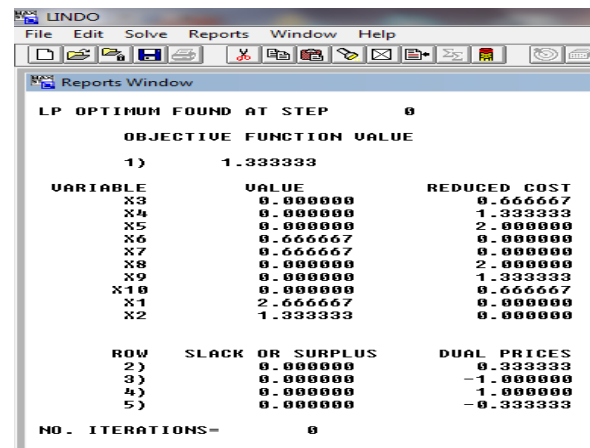 LINDO
File Edit Solve Reports Window Help
Reports Window
LP OPTIMUM FOUND AT STEP 0
OBJECTIVE FUNCTION VALUE
1) 1.333333
VARIABLE VALUE REDUCED COST
X3 0.000000 0.666667
X4 0.000000 1.333333
X5 0.000000 2.000000
X6 0.666667 0.000000
X7 0.666667 0.000000
X8 0.000000 2.000000
X9 0.000000 1.333333
X10 0.000000 0.666667
X1 2.666667 0.000000
X2 1.333333 0.000000
ROW SLACK OR SURPLUS DUAL PRICES
2) 0.000000 0.333333
3) 0.000000 -1.000000
4) 0.000000 1.000000
5) 0.000000 -0.333333
NO. ITERATIONS= 0